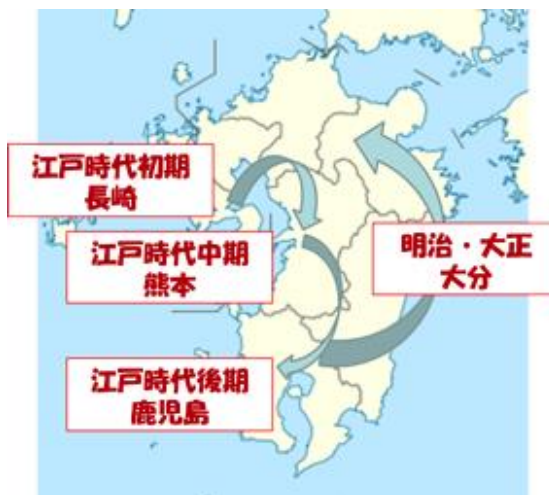 江戸時代初期
長崎
江戸時代中期
熊本
明治・大正
大分
江戸時代後期
鹿児島